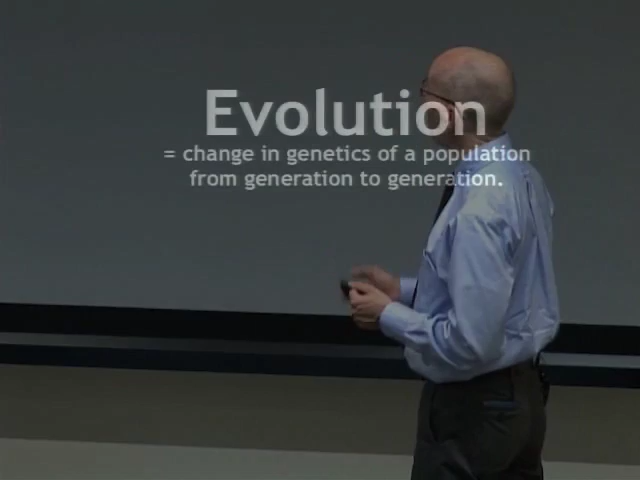 Evolution
= change in genetics of a population
from generation to generation.